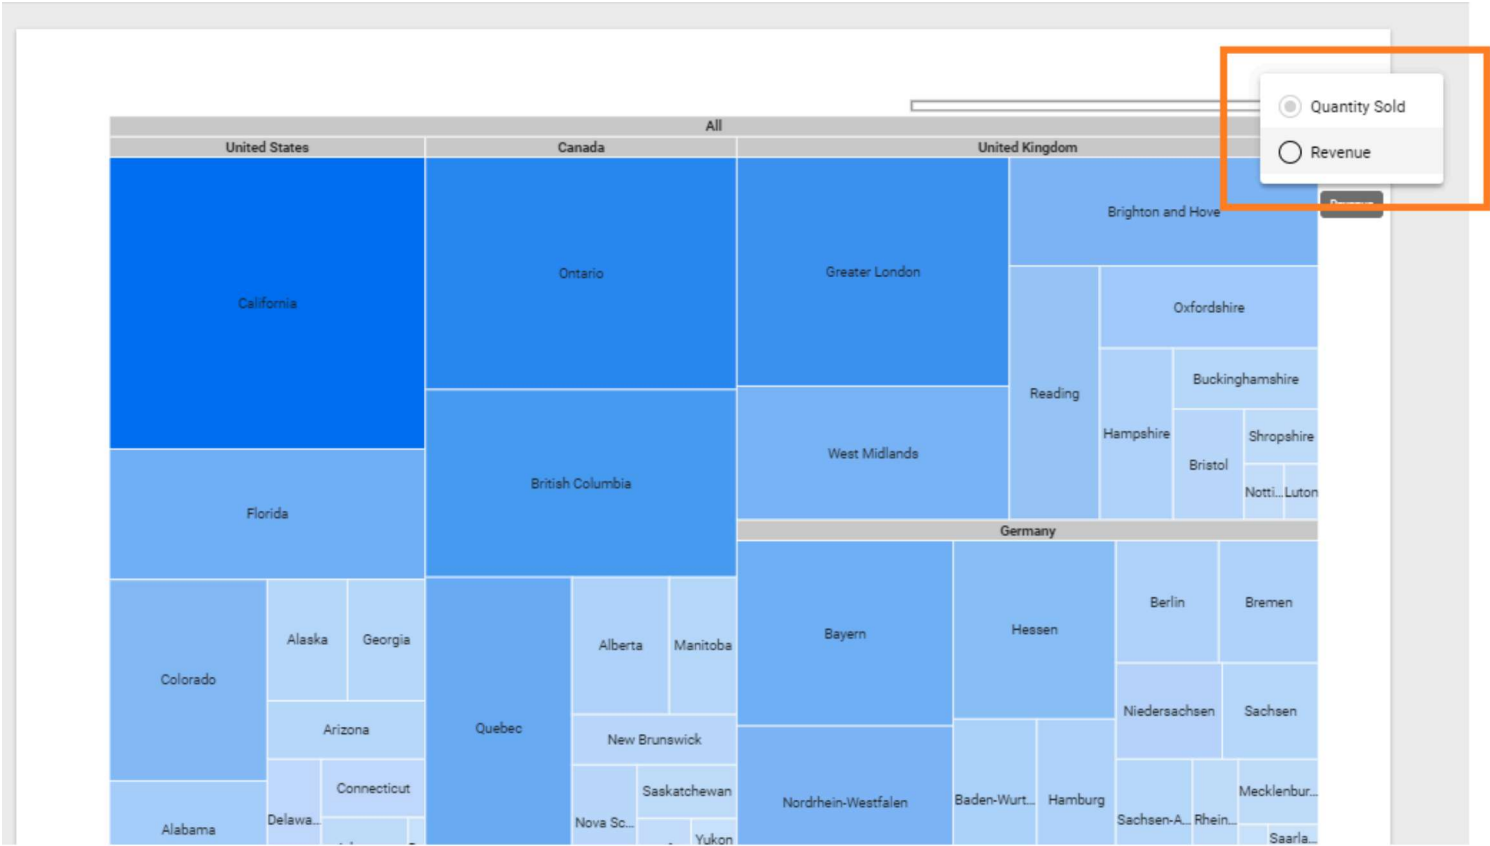 Quantity Sold
Revenue
All
United States
Canada
United Kingdom
California
Ontario
Greater London
Brighton and Hove
Oxfordshire
Buckinghamshire
Reading
Hampshire
Shropshire
Bristol
Notti...
Luton
West Midlands
British Columbia
Florida
Germany
Colorado
Alaska
Georgia
Arizona
Connecticut
Delawa...
Alabama
Quebec
Alberta
Manitoba
New Brunswick
Saskatchewan
Nova Sc...
Yukon
Bayern
Hessen
Berlin
Bremen
Niedersachsen
Sachsen
Nordrhein-Westfalen
Baden-Wurt...
Hamburg
Sachsen-A...
Rhein...
Mecklenbur...
Saarla...